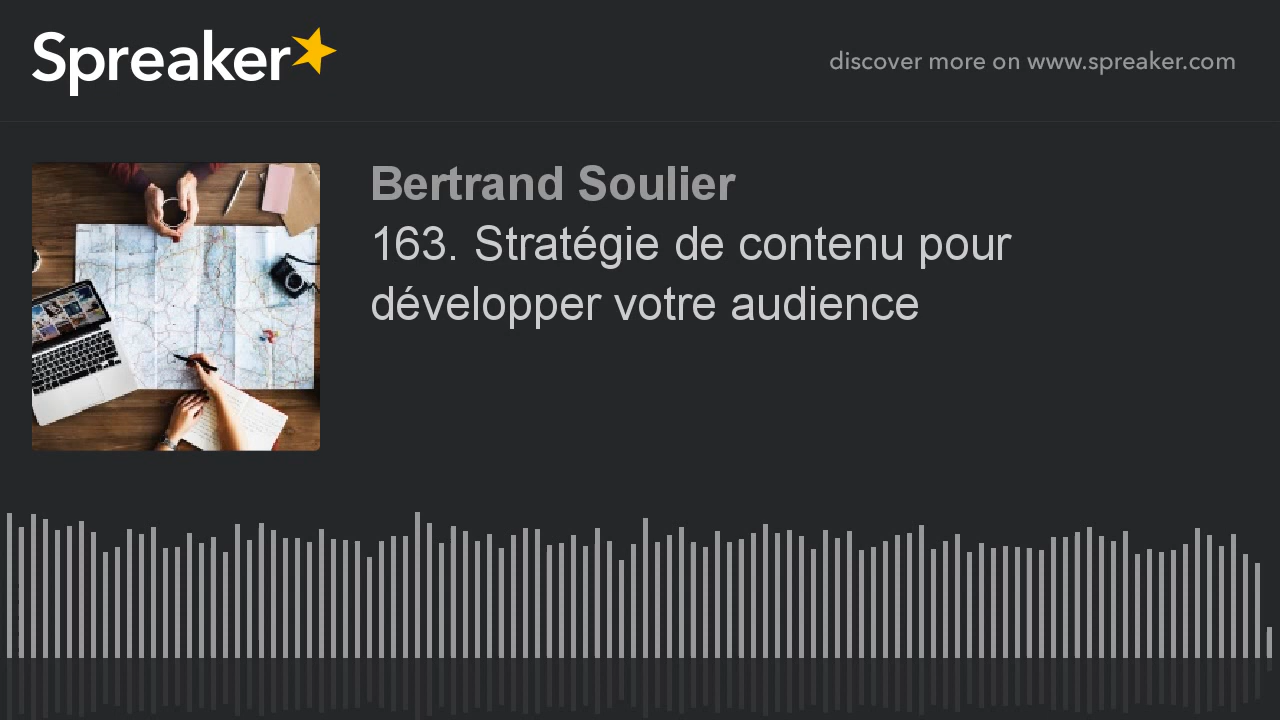 Spreaker
discover more on www.spreaker.com
Bertrand Soulier
163. Stratégie de contenu pour
développer votre audience